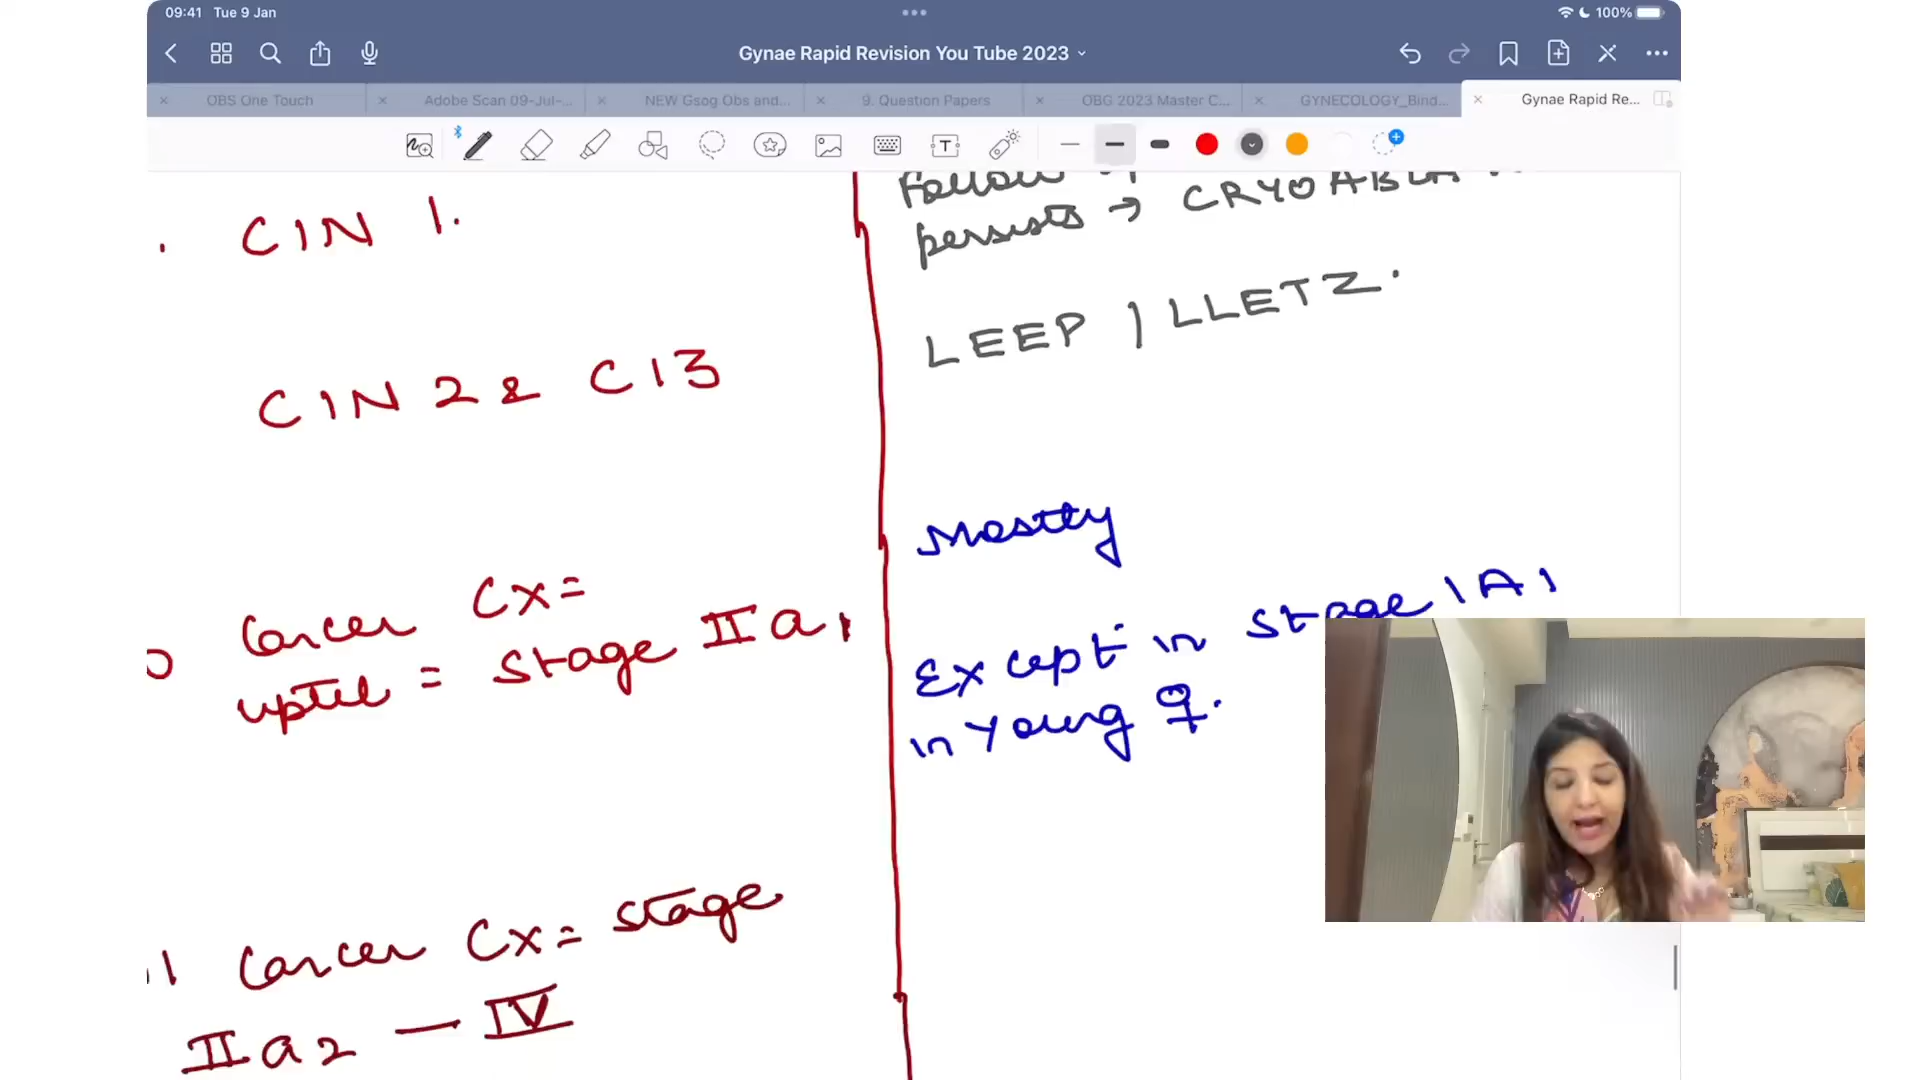 09:41 Tue 9 Jan
100%
Gynae Rapid Revision You Tube 2023
OBS One Touch
Adobe Scan 09-Jul-...
NEW Gsog Obs and...
9. Question Papers
OBG 2023 Master C...
GYNECOLOGY_Bind...
Gynae Rapid Re...
. CIN 1.
persists → CRYOABLA
LEEP / LLETZ.
CIN 2 & CI3
Mostly
Cancer Cx=
uptil = stage IIa1
Except in stage IA1
in young ♀.
Cancer Cx= stage
IIa2 — IV